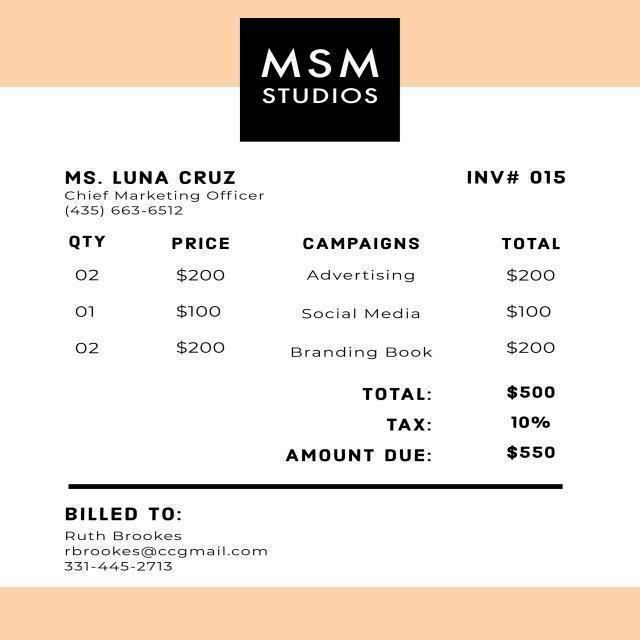 MSM
STUDIOS
MS. LUNA CRUZ INV# 015
Chief Marketing Officer
(435) 663-6512
QTY PRICE CAMPAIGNS TOTAL
02 $200 Advertising $200
01 $100 Social Media $100
02 $200 Branding Book $200
TOTAL: $500
TAX: 10%
AMOUNT DUE: $550
BILLED TO:
Ruth Brookes
rbrookes@ccgmail.com
331-445-2713